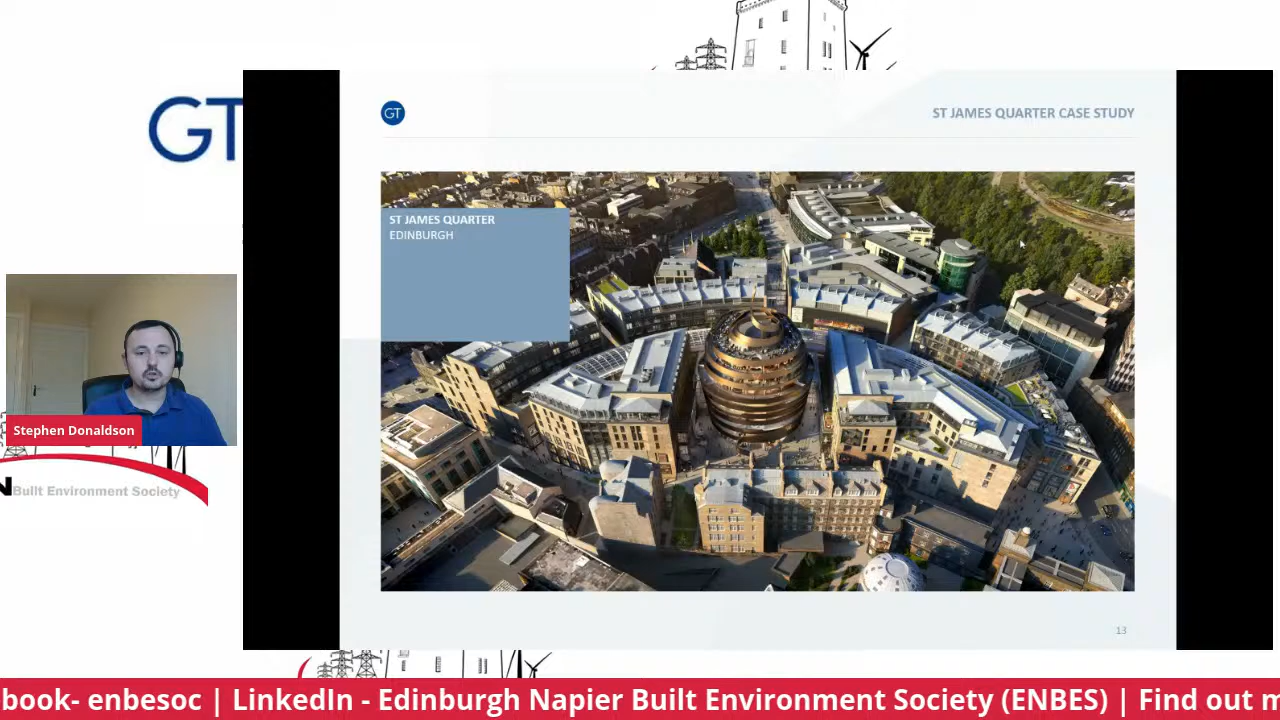 GT
GT
ST JAMES QUARTER CASE STUDY
ST JAMES QUARTER
EDINBURGH
Stephen Donaldson
N Built Environment Society
13
book- enbesoc | LinkedIn - Edinburgh Napier Built Environment Society (ENBES) | Find out m